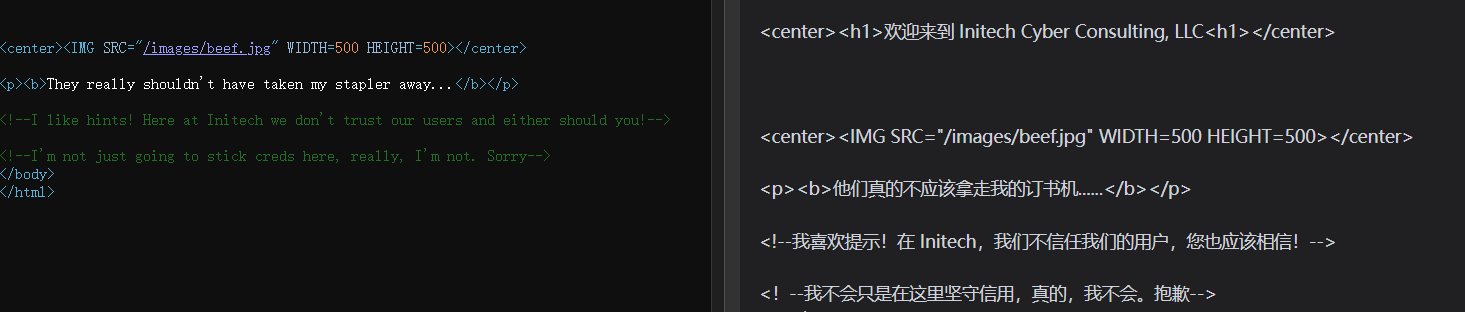 <center><IMG SRC="/images/beef.jpg" WIDTH=500 HEIGHT=500></center>
<p><b>They really shouldn't have taken my stapler away...</b></p>
<!--I like hints! Here at Initech we don't trust our users and either should you!-->
<!--I'm not just going to stick creds here, really, I'm not. Sorry-->
</body>
</html>
<center><h1>欢迎来到 Initech Cyber Consulting, LLC<h1></center>
<center><IMG SRC="/images/beef.jpg" WIDTH=500 HEIGHT=500></center>
<p><b>他们真的不应该拿走我的订书机......</b></p>
<!--我喜欢提示！在 Initech，我们不信任我们的用户，您也应该相信！-->
<！--我不会只是在这里坚守信用，真的，我不会。抱歉-->